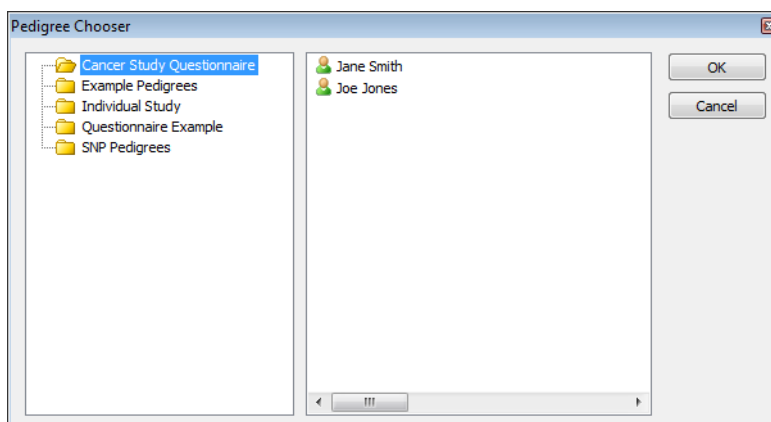 Pedigree Chooser
Cancer Study Questionnaire
Example Pedigrees
Individual Study
Questionnaire Example
SNP Pedigrees
Jane Smith
Joe Jones
OK
Cancel